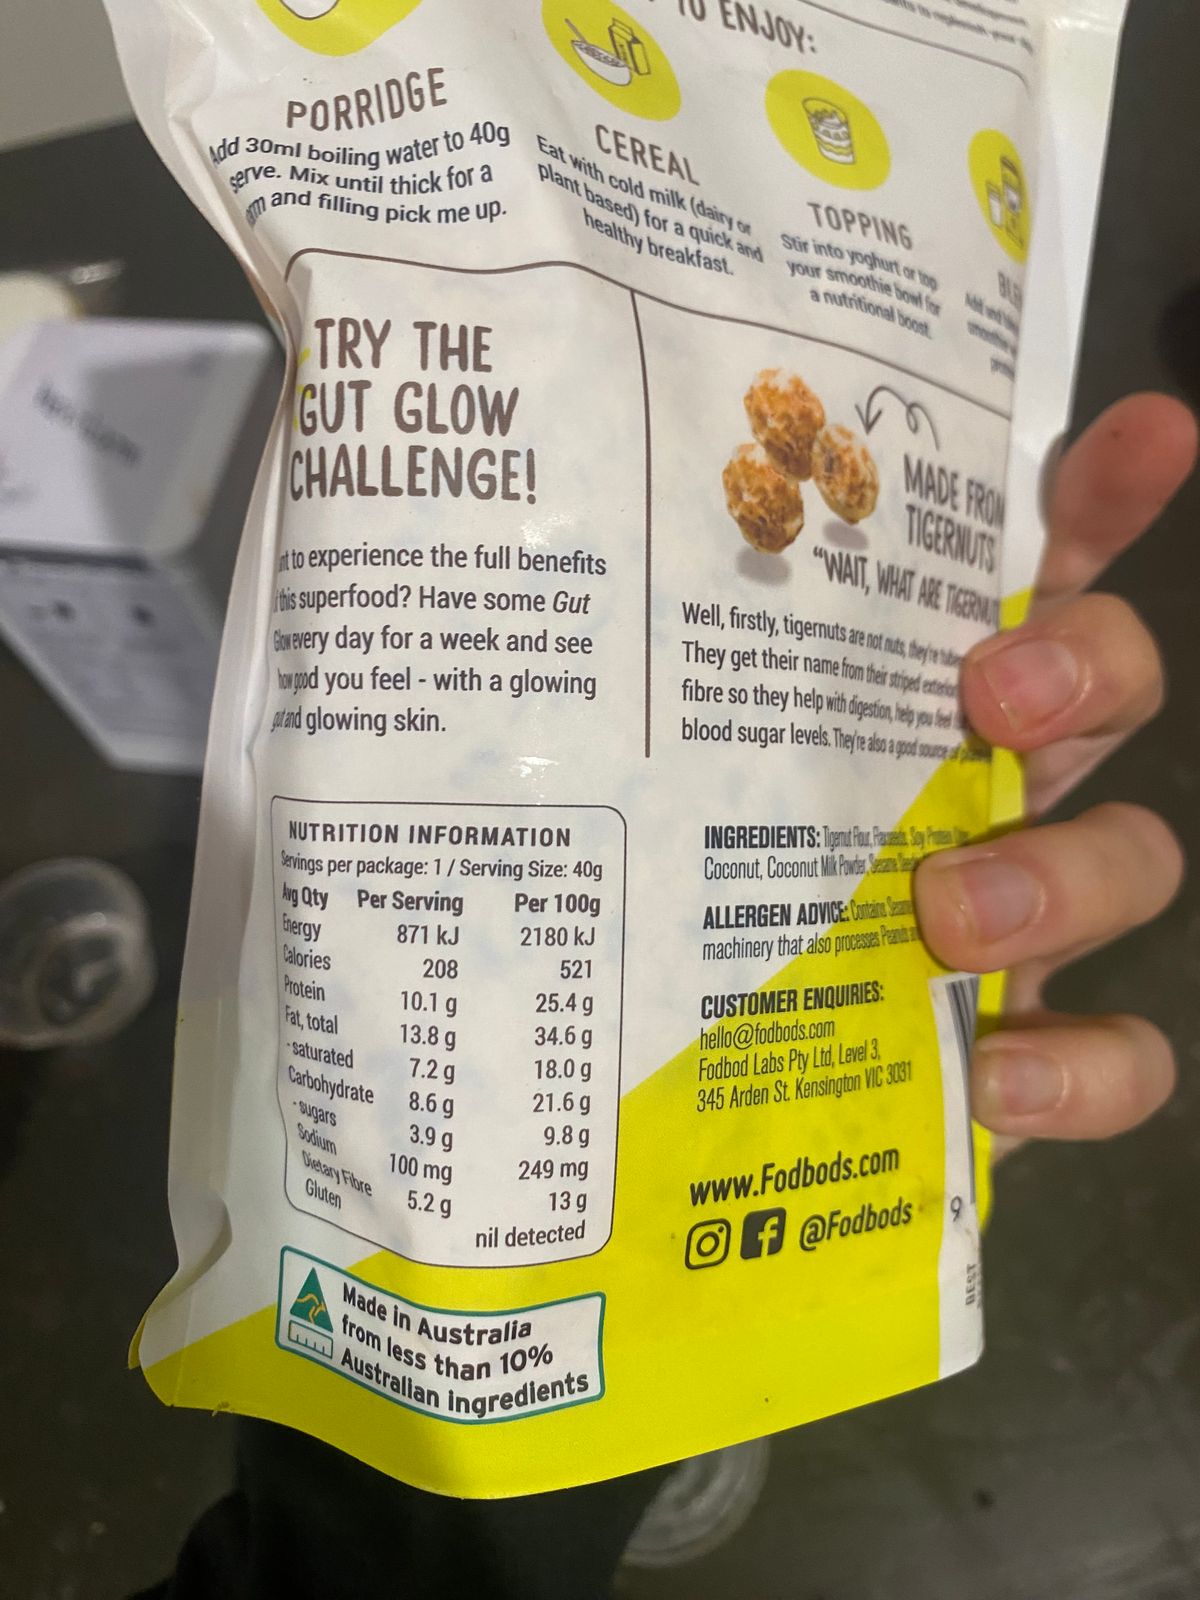 TO ENJOY:
PORRIDGE
Add 30ml boiling water to 40g
serve. Mix until thick for a
and filling pick me up.
CEREAL
Eat with cold milk (dairy or
plant based) for a quick and
healthy breakfast.
TOPPING
Stir into yoghurt or top
your smoothie bowl for
a nutritional boost.
TRY THE
GUT GLOW
CHALLENGE!
to experience the full benefits
this superfood? Have some Gut
Glow every day for a week and see
how good you feel - with a glowing
gut and glowing skin.
MADE FROM
TIGERNUTS
"WAIT, WHAT ARE
Well, firstly, tigernuts are not nuts, they're
They get their name from their striped
fibre so they help with digestion, help you feel
blood sugar levels. They're also a good source of
NUTRITION INFORMATION
Servings per package: 1 / Serving Size: 40g
Avg Qty Per Serving Per 100g
Energy 871 kJ 2180 kJ
Calories 208 521
Protein 10.1 g 25.4 g
Fat, total 13.8 g 34.6 g
- saturated 7.2 g 18.0 g
Carbohydrate 8.6 g 21.6 g
- sugars 3.9 g 9.8 g
Sodium 100 mg 249 mg
Dietary Fibre 5.2 g 13 g
Gluten nil detected
INGREDIENTS: Tigernut Flour, Flaxseeds, Soy Protein
Coconut, Coconut Milk Powder, Sesame
ALLERGEN ADVICE: Contains
machinery that also processes
CUSTOMER ENQUIRIES:
hello@fodbods.com
Fodbod Labs Pty Ltd, Level 3,
345 Arden St. Kensington VIC 3031
www.Fodbods.com
@Fodbods
9
BEST
Made in Australia
from less than 10%
Australian ingredients